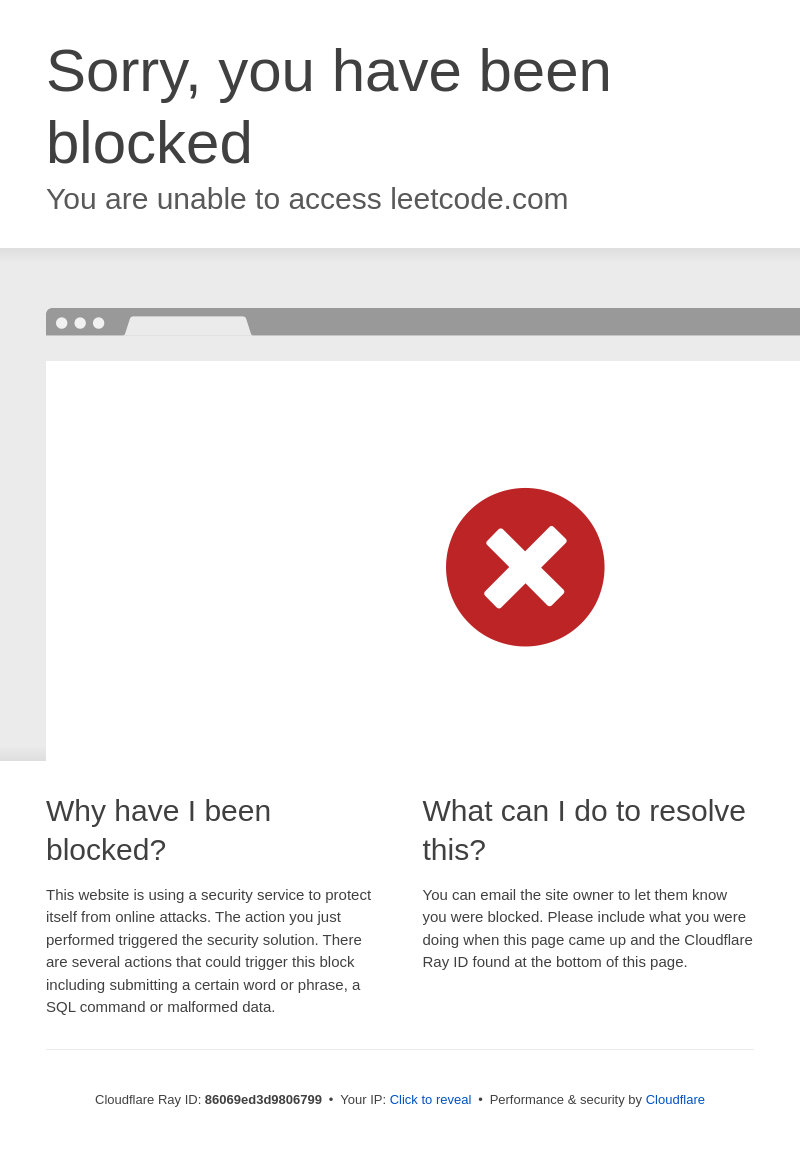 Sorry, you have been
blocked
You are unable to access leetcode.com
Why have I been
blocked?
This website is using a security service to protect
itself from online attacks. The action you just
performed triggered the security solution. There
are several actions that could trigger this block
including submitting a certain word or phrase, a
SQL command or malformed data.
What can I do to resolve
this?
You can email the site owner to let them know
you were blocked. Please include what you were
doing when this page came up and the Cloudflare
Ray ID found at the bottom of this page.
Cloudflare Ray ID: 86069ed3d9806799 • Your IP: Click to reveal • Performance & security by Cloudflare